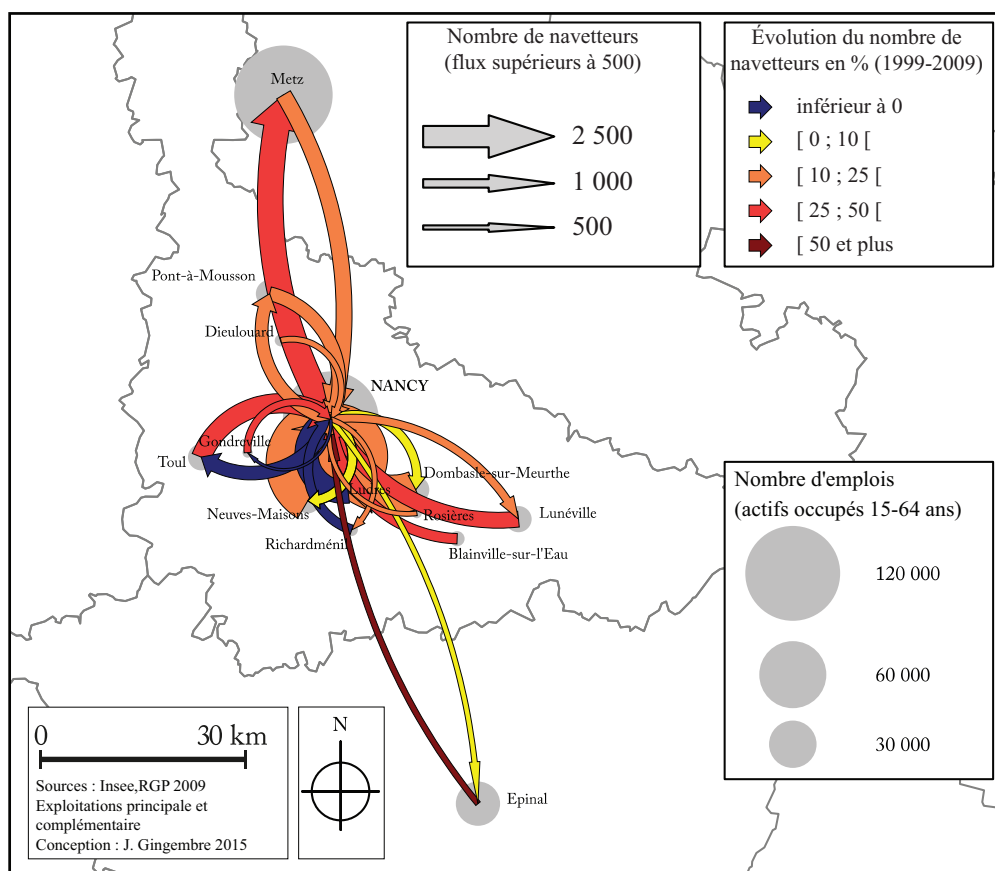 Nombre de navetteurs
(flux supérieurs à 500)
2 500
1 000
500
Évolution du nombre de
navetteurs en % (1999-2009)
inférieur à 0
[ 0 ; 10 [
[ 10 ; 25 [
[ 25 ; 50 [
[ 50 et plus
Metz
Pont-à-Mousson
Dieulouard
NANCY
Gondreville
Toul
Dombasle-sur-Meurthe
Ludres
Neuves-Maisons
Rosières
Lunéville
Richardménil
Blainville-sur-l'Eau
Epinal
Nombre d'emplois
(actifs occupés 15-64 ans)
120 000
60 000
30 000
0 30 km
Sources : Insee,RGP 2009
Exploitations principale et
complémentaire
Conception : J. Gingembre 2015
N